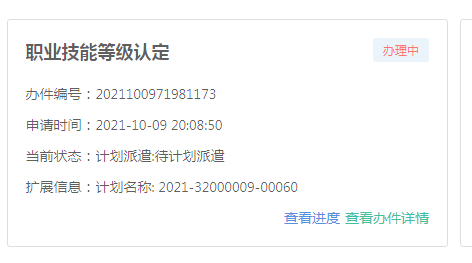 职业技能等级认定
办理中
办件编号：2021100971981173
申请时间：2021-10-09 20:08:50
当前状态：计划派遣:待计划派遣
扩展信息：计划名称: 2021-32000009-00060
查看进度 查看办件详情